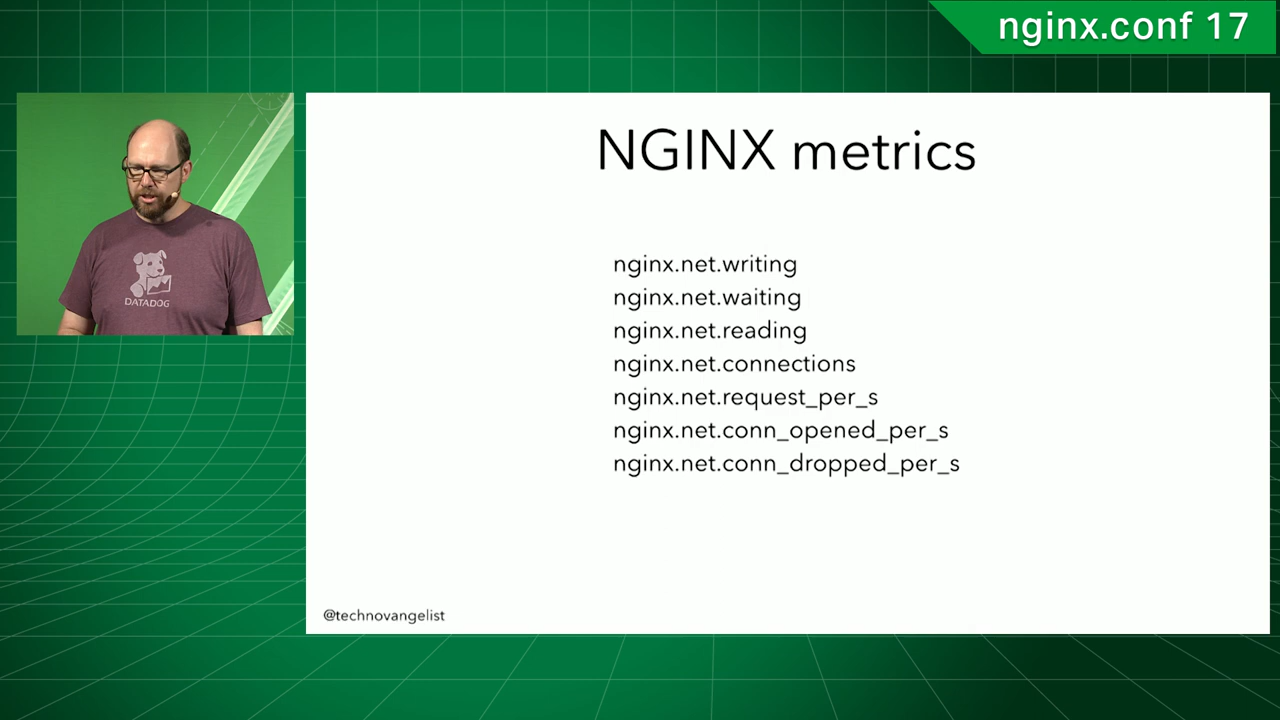 nginx.conf 17
NGINX metrics
nginx.net.writing
nginx.net.waiting
nginx.net.reading
nginx.net.connections
nginx.net.request_per_s
nginx.net.conn_opened_per_s
nginx.net.conn_dropped_per_s
DATADOG
@technovangelist